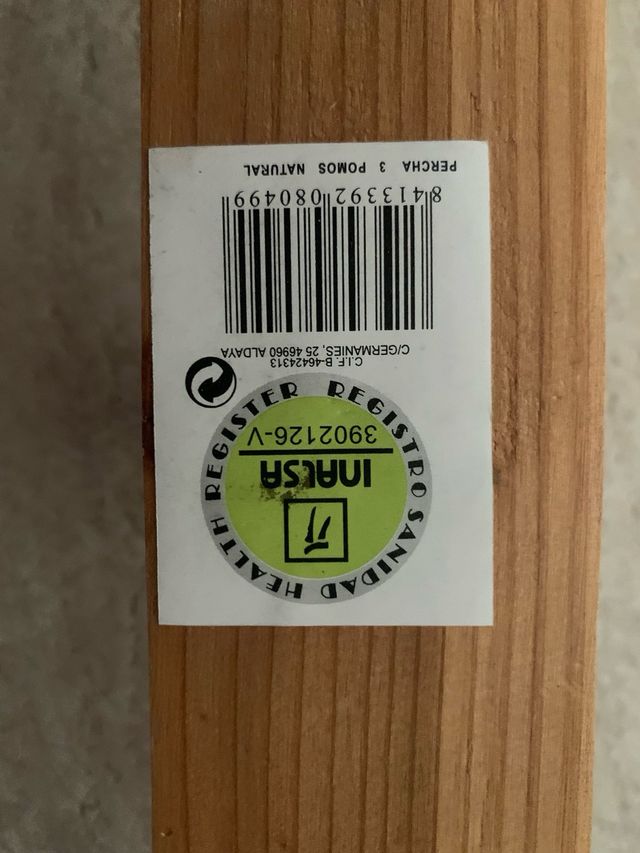 REGISTRO SANIDAD HEALTH REGISTER
INALSA
3902126-V
C.I.F. B-46424313
C/GERMANIES, 25 46960 ALDAYA
8 413392 080499
PERCHA 3 POMOS NATURAL